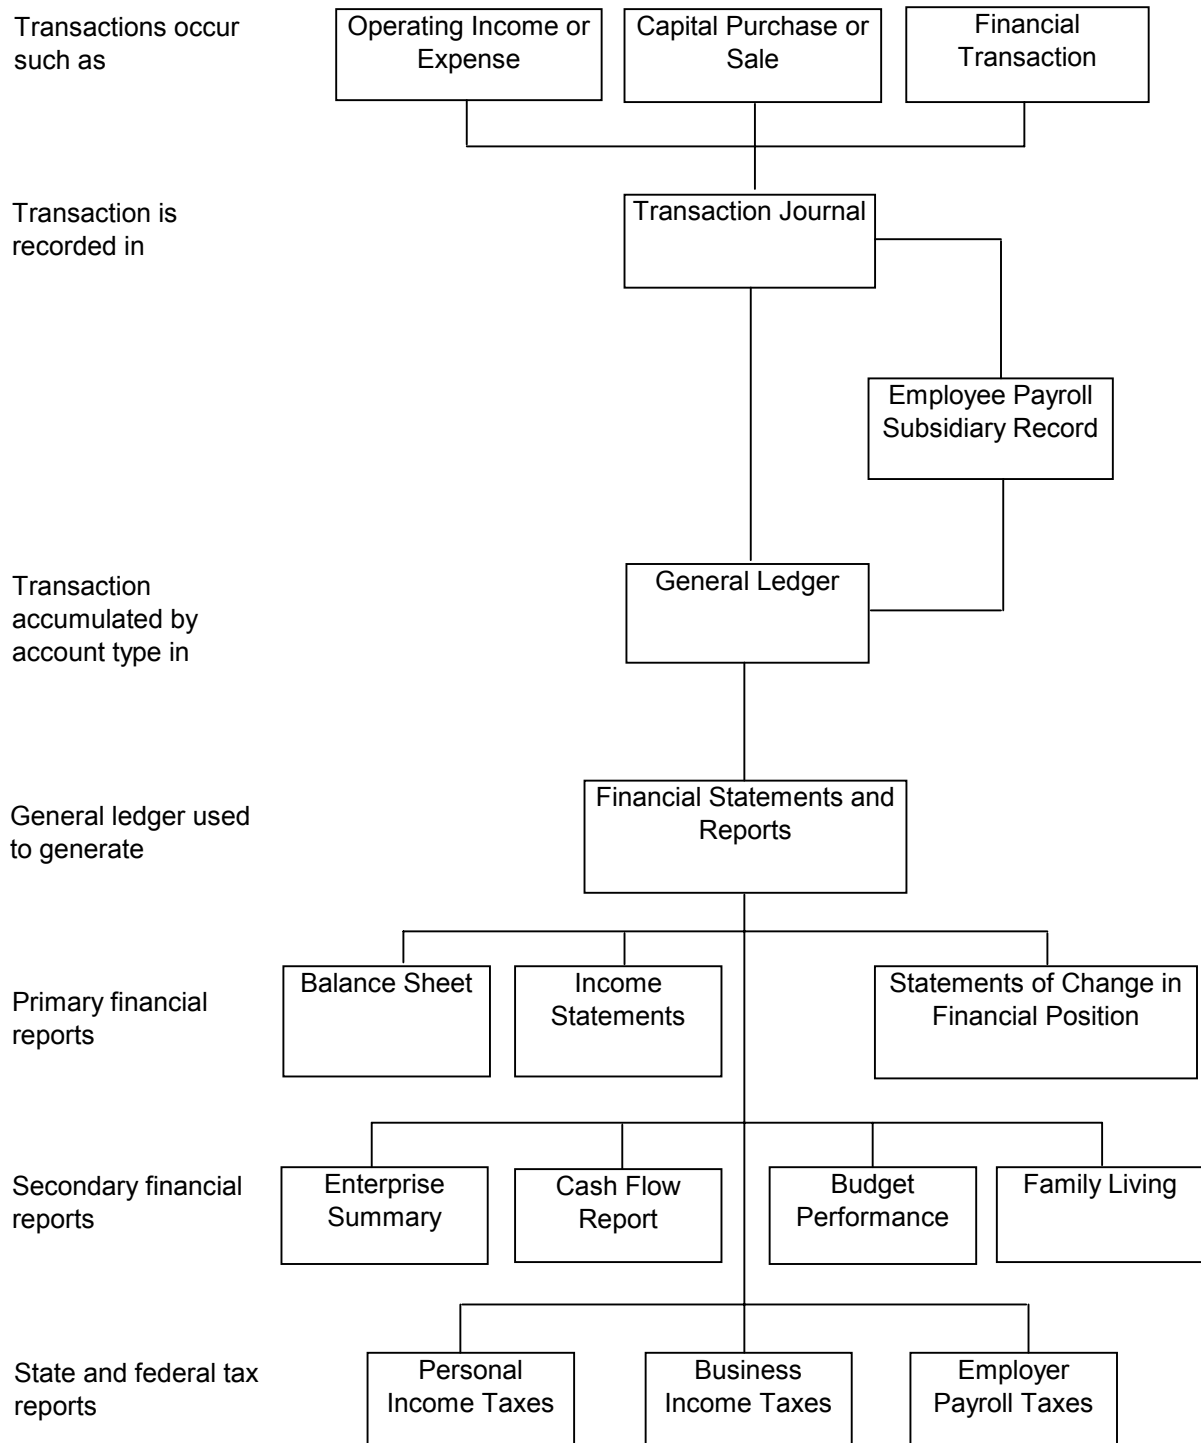 Transactions occur
such as
Operating Income or
Expense
Capital Purchase or
Sale
Financial
Transaction
Transaction is
recorded in
Transaction Journal
Employee Payroll
Subsidiary Record
Transaction
accumulated by
account type in
General Ledger
General ledger used
to generate
Financial Statements and
Reports
Primary financial
reports
Balance Sheet
Income
Statements
Statements of Change in
Financial Position
Secondary financial
reports
Enterprise
Summary
Cash Flow
Report
Budget
Performance
Family Living
State and federal tax
reports
Personal
Income Taxes
Business
Income Taxes
Employer
Payroll Taxes